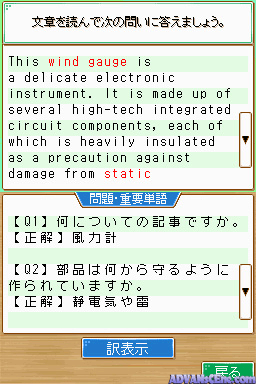 文章を読んで次の問いに答えましょう。
This wind gauge is
a delicate electronic
instrument. It is made up of
several high-tech integrated
circuit components, each of
which is heavily insulated
as a precaution against
damage from static
問題・重要単語
【Q1】何についての記事ですか。
【正解】風力計
【Q2】部品は何から守るように
作られていますか。
【正解】静電気や雷
訳表示
戻る
ADVANsCEne.com